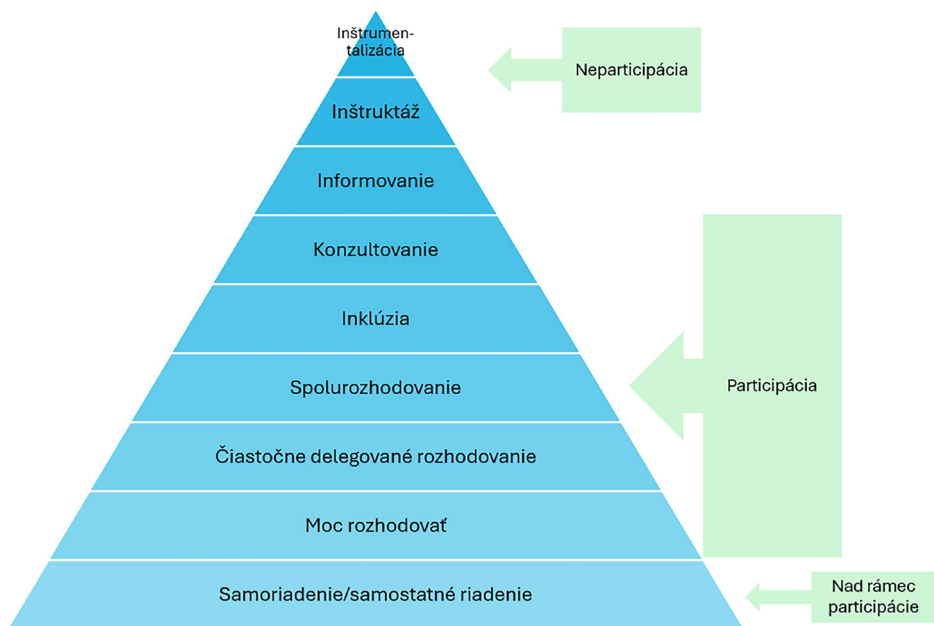 Inštrumen-
talizácia
Neparticipácia
Inštruktáž
Informovanie
Konzultovanie
Inklúzia
Spolurozhodovanie
Participácia
Čiastočne delegované rozhodovanie
Moc rozhodovať
Samoriadenie/samostatné riadenie
Nad rámec
participácie